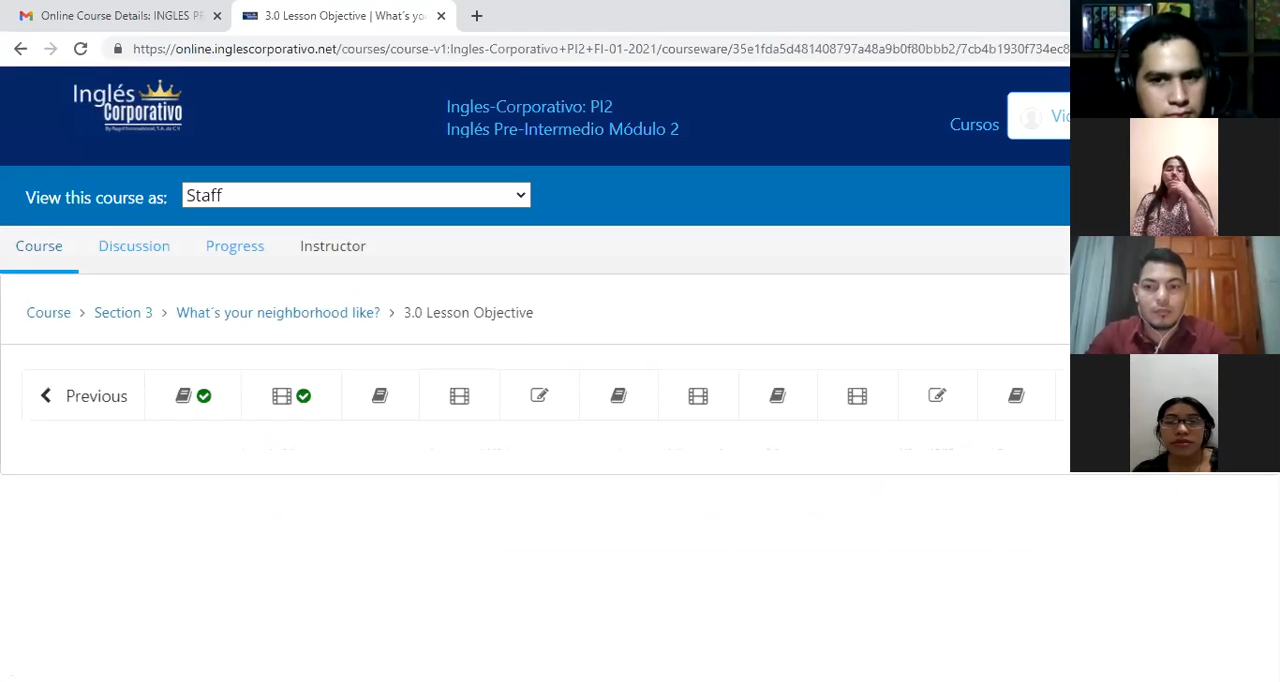 Online Course Details: INGLES P
3.0 Lesson Objective | What´s yo
https://online.inglescorporativo.net/courses/course-v1:Ingles-Corporativo+PI2+FI-01-2021/courseware/35e1fda5d481408797a48a9b0f80bbb2/7cb4b1930f734ec8
Inglés
Corporativo
Ingles-Corporativo: PI2
Inglés Pre-Intermedio Módulo 2
Cursos
Vic
View this course as:
Staff
Course
Discussion
Progress
Instructor
Course > Section 3 > What´s your neighborhood like? > 3.0 Lesson Objective
Previous